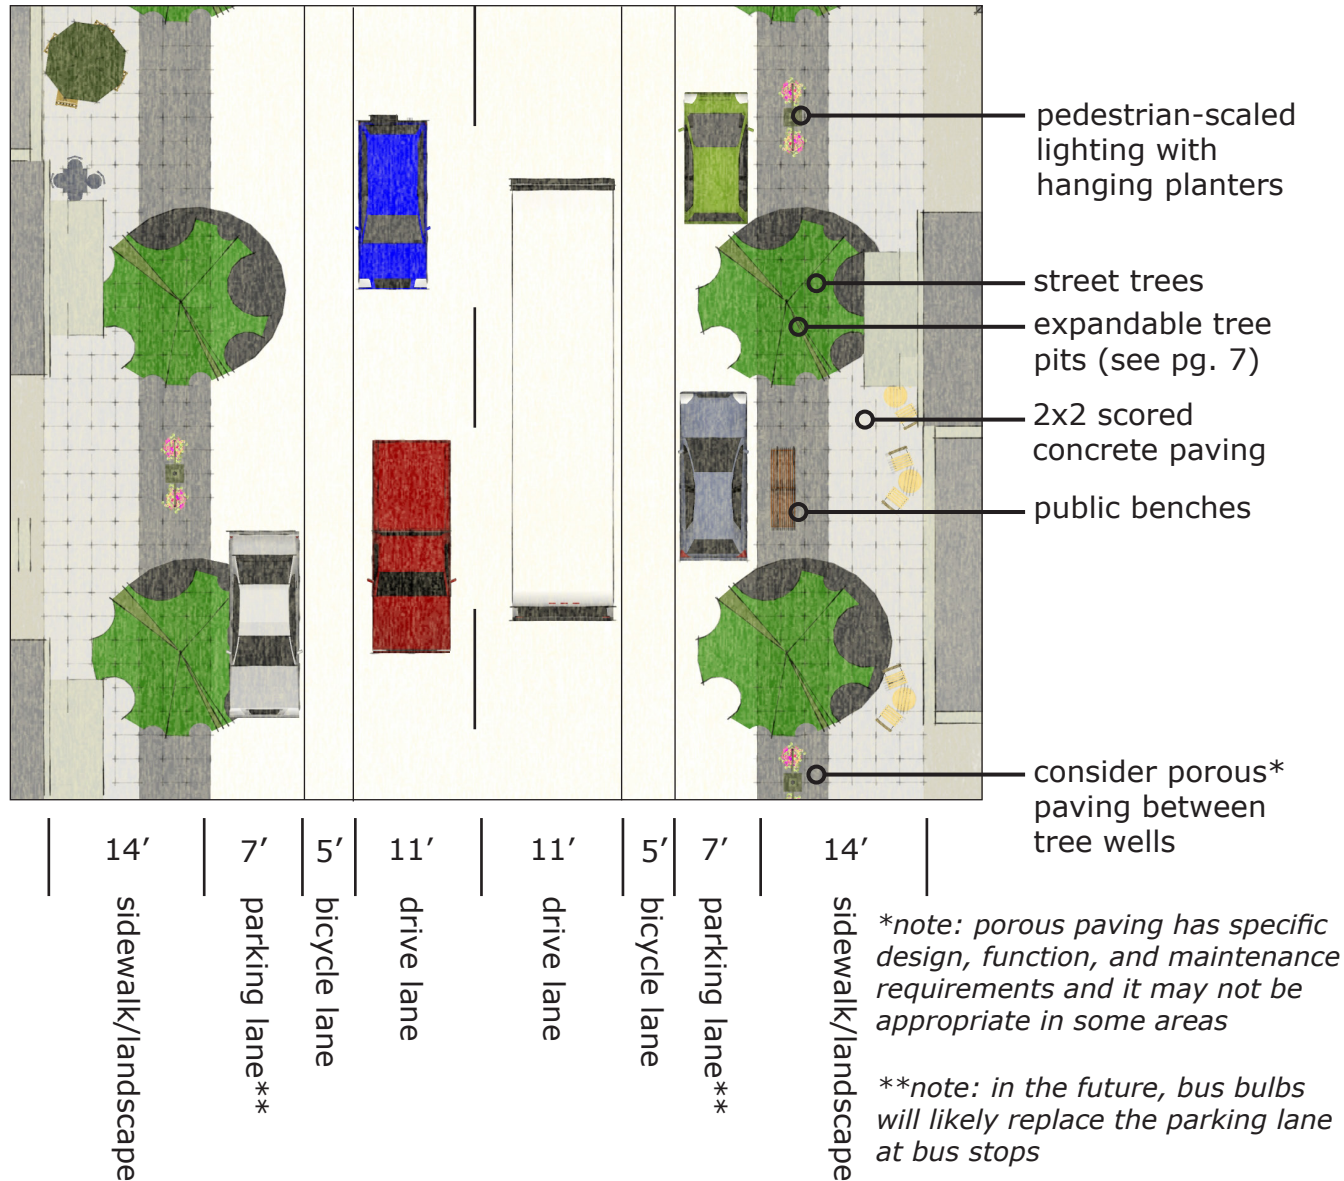 pedestrian-scaled
lighting with
hanging planters
street trees
expandable tree
pits (see pg. 7)
2x2 scored
concrete paving
public benches
consider porous*
paving between
tree wells
14’
7’
5’
11’
11’
5’
7’
14’
sidewalk/landscape
parking lane**
bicycle lane
drive lane
drive lane
bicycle lane
parking lane**
sidewalk/landscape
*note: porous paving has specific
design, function, and maintenance
requirements and it may not be
appropriate in some areas
**note: in the future, bus bulbs
will likely replace the parking lane
at bus stops